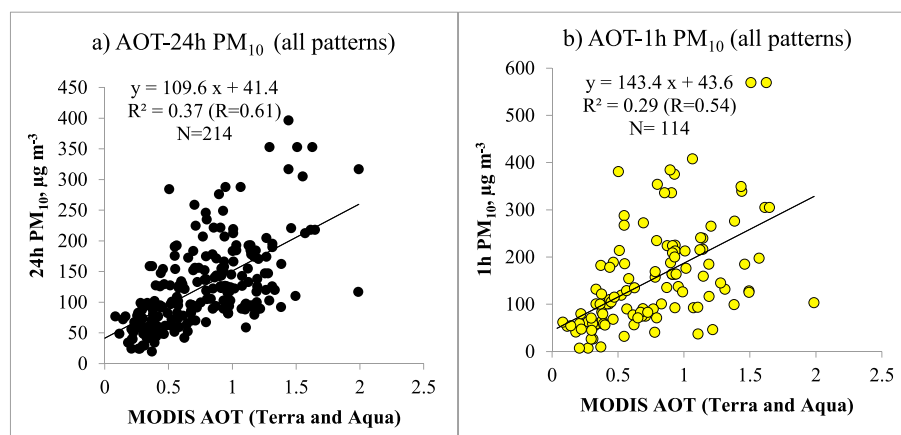 a) AOT-24h PM₁₀ (all patterns)
y = 109.6 x + 41.4
R² = 0.37 (R=0.61)
N=214
450
400
350
300
250
200
150
100
50
0
24h PM₁₀, µg m⁻³
0 0.5 1 1.5 2 2.5
MODIS AOT (Terra and Aqua)
b) AOT-1h PM₁₀ (all patterns)
y = 143.4 x + 43.6
R² = 0.29 (R=0.54)
N= 114
600
500
400
300
200
100
0
1h PM₁₀, µg m⁻³
0 0.5 1 1.5 2 2.5
MODIS AOT (Terra and Aqua)